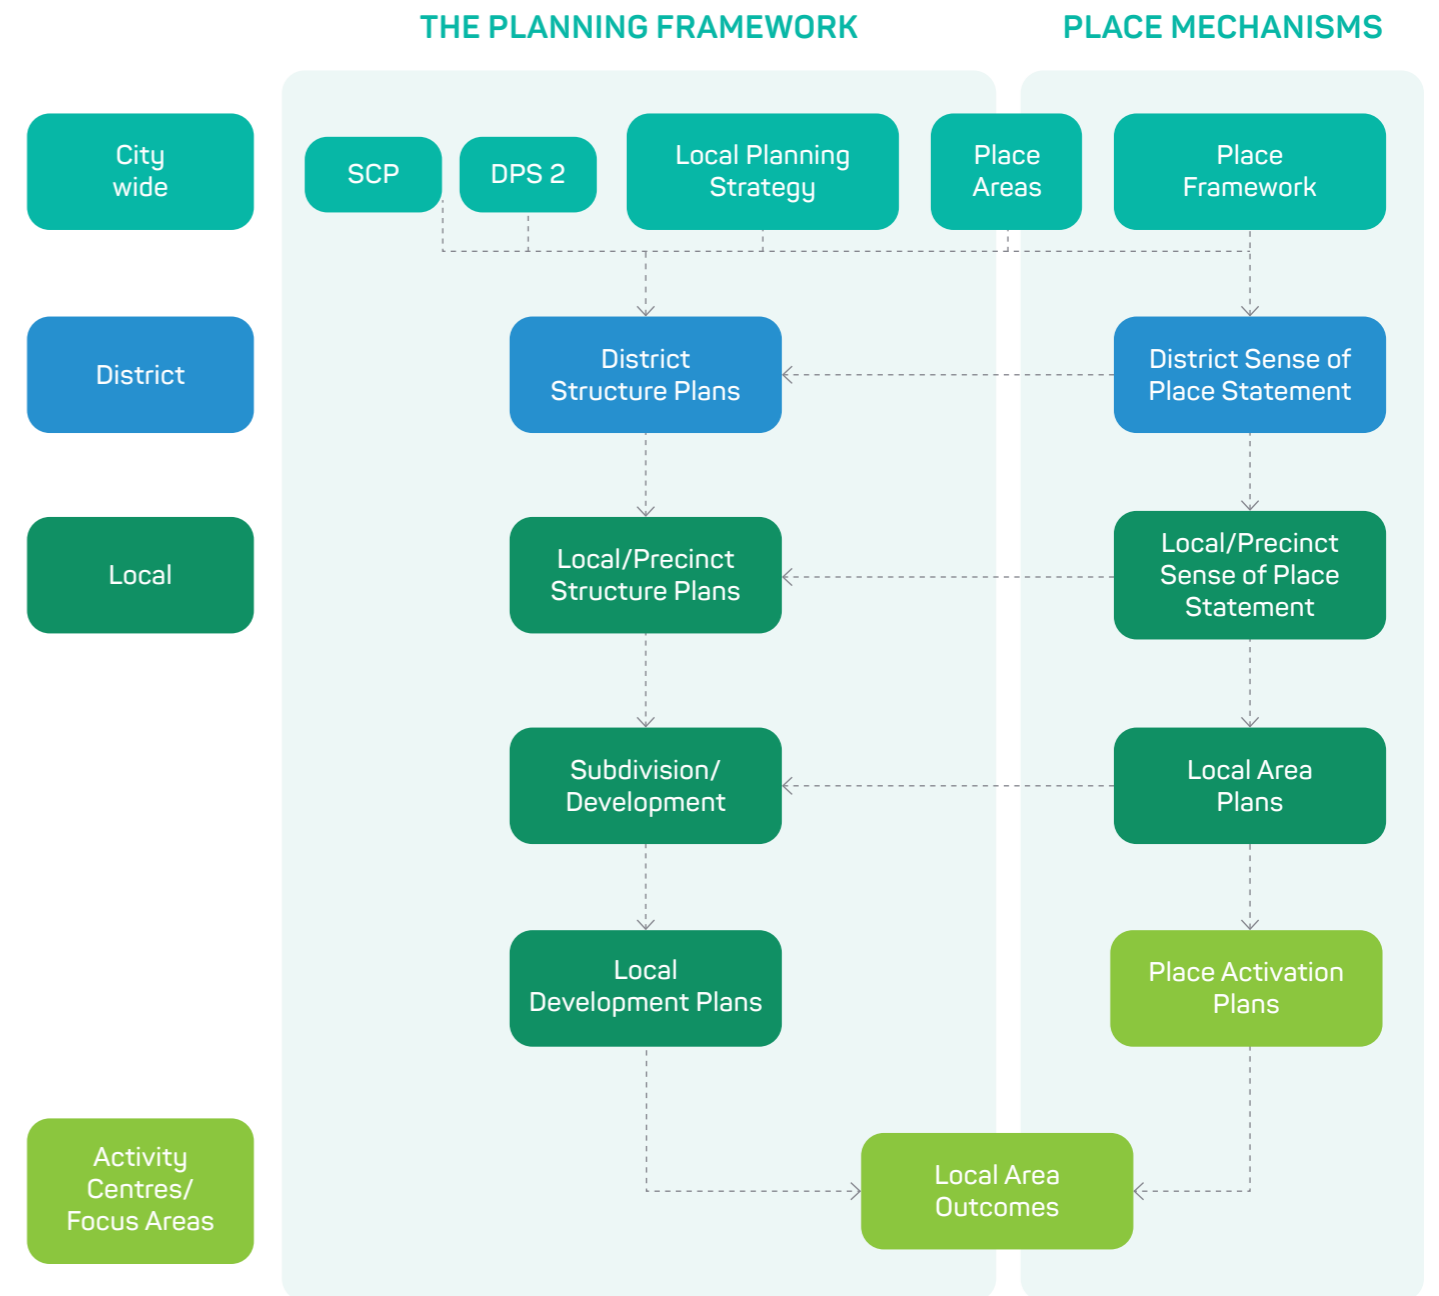 THE PLANNING FRAMEWORK
PLACE MECHANISMS
City
wide
SCP
DPS 2
Local Planning
Strategy
Place
Areas
Place
Framework
District
District
Structure Plans
District Sense of
Place Statement
Local
Local/Precinct
Structure Plans
Local/Precinct
Sense of Place
Statement
Subdivision/
Development
Local Area
Plans
Local
Development Plans
Place Activation
Plans
Activity
Centres/
Focus Areas
Local Area
Outcomes